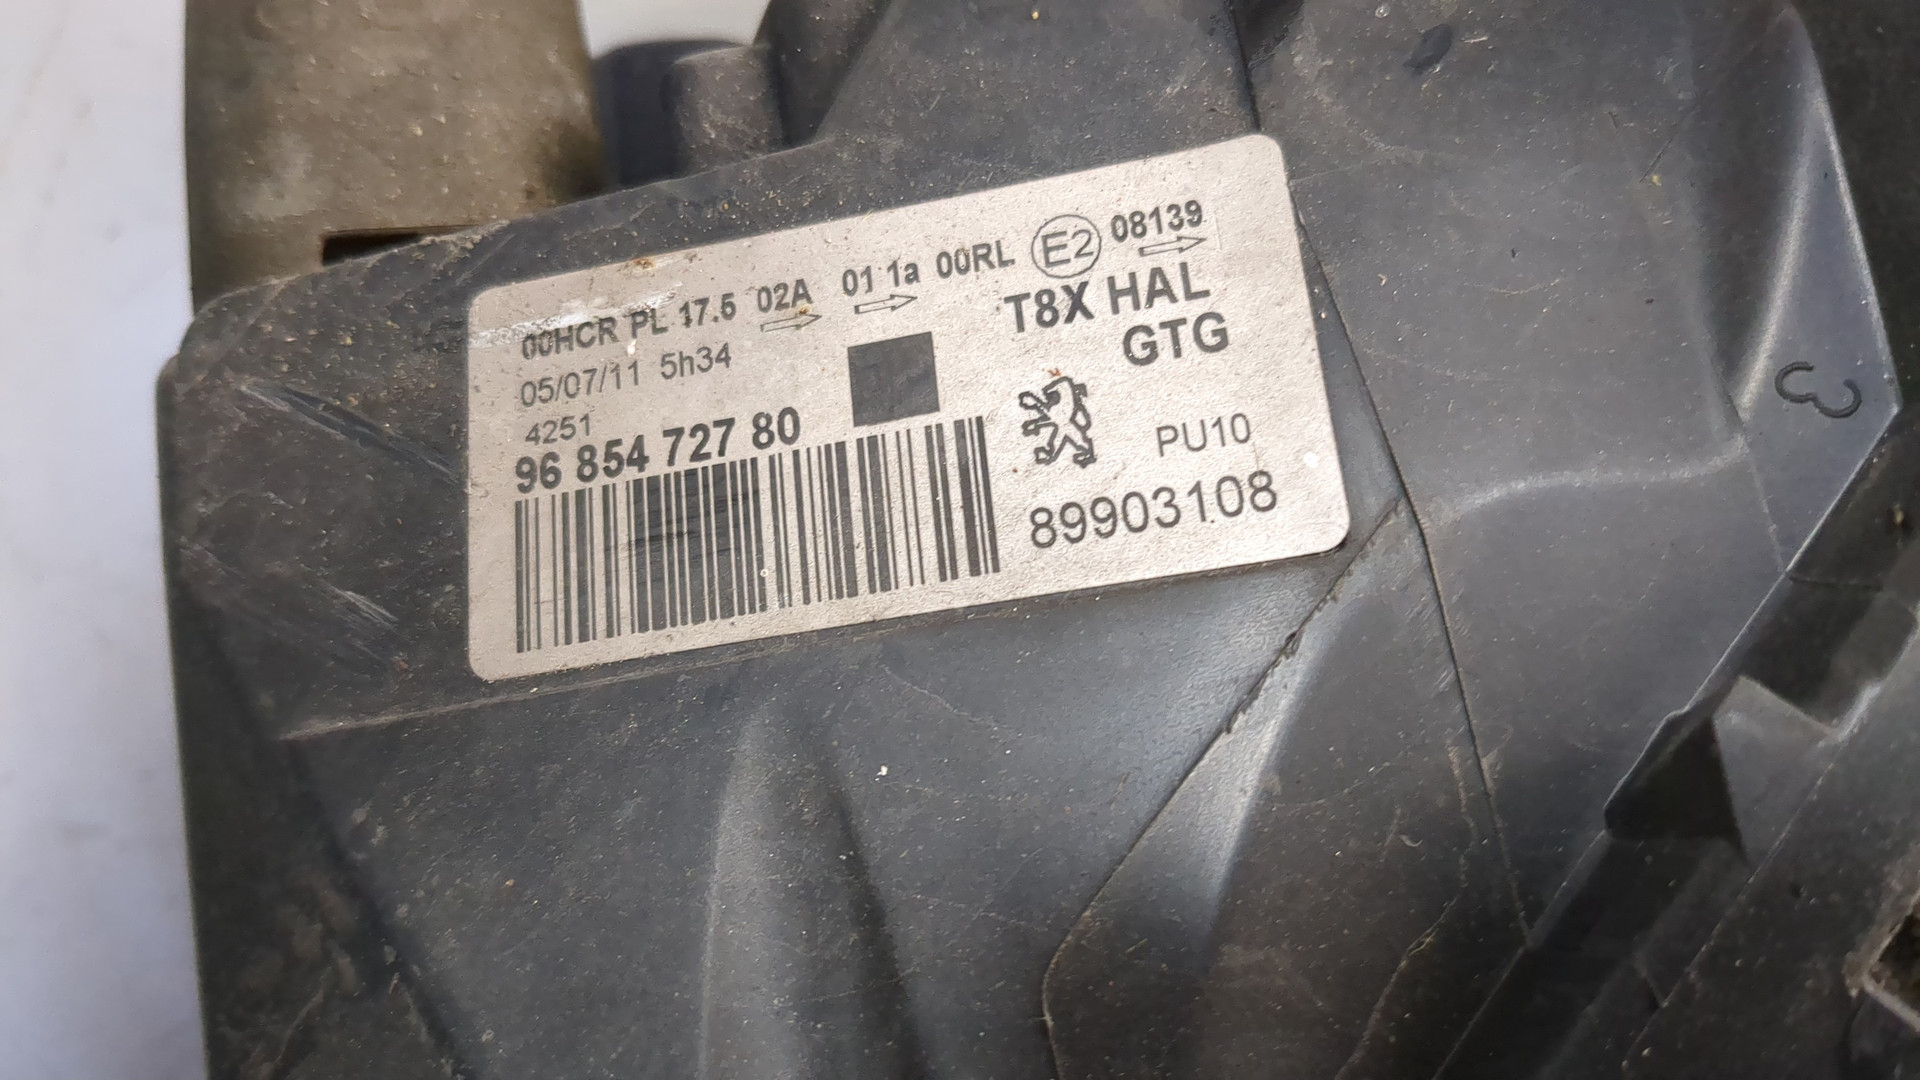 00HCR PL 17.5 02A 01 1a 00RL E2 08139
T8X HAL
GTG
05/07/11 5h34
4251
96 854 727 80
PU10
89903108
3